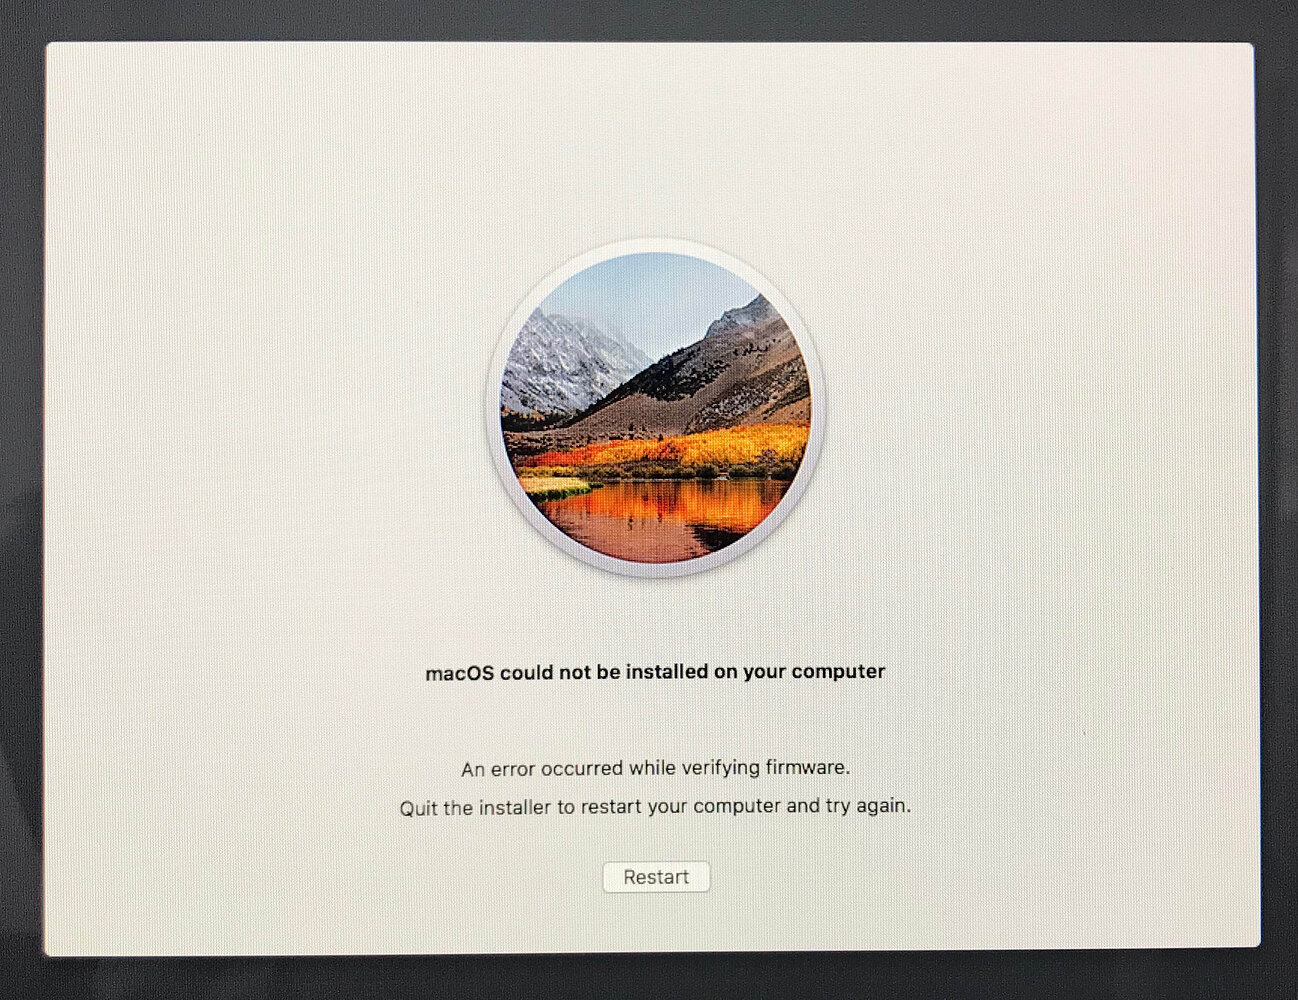 macOS could not be installed on your computer
An error occurred while verifying firmware.
Quit the installer to restart your computer and try again.
Restart